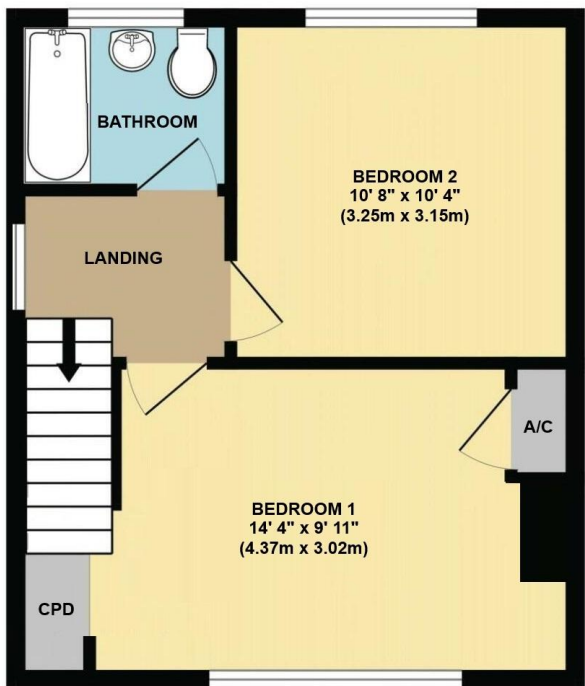 BATHROOM
BEDROOM 2
10' 8" x 10' 4"
(3.25m x 3.15m)
LANDING
A/C
BEDROOM 1
14' 4" x 9' 11"
(4.37m x 3.02m)
CPD